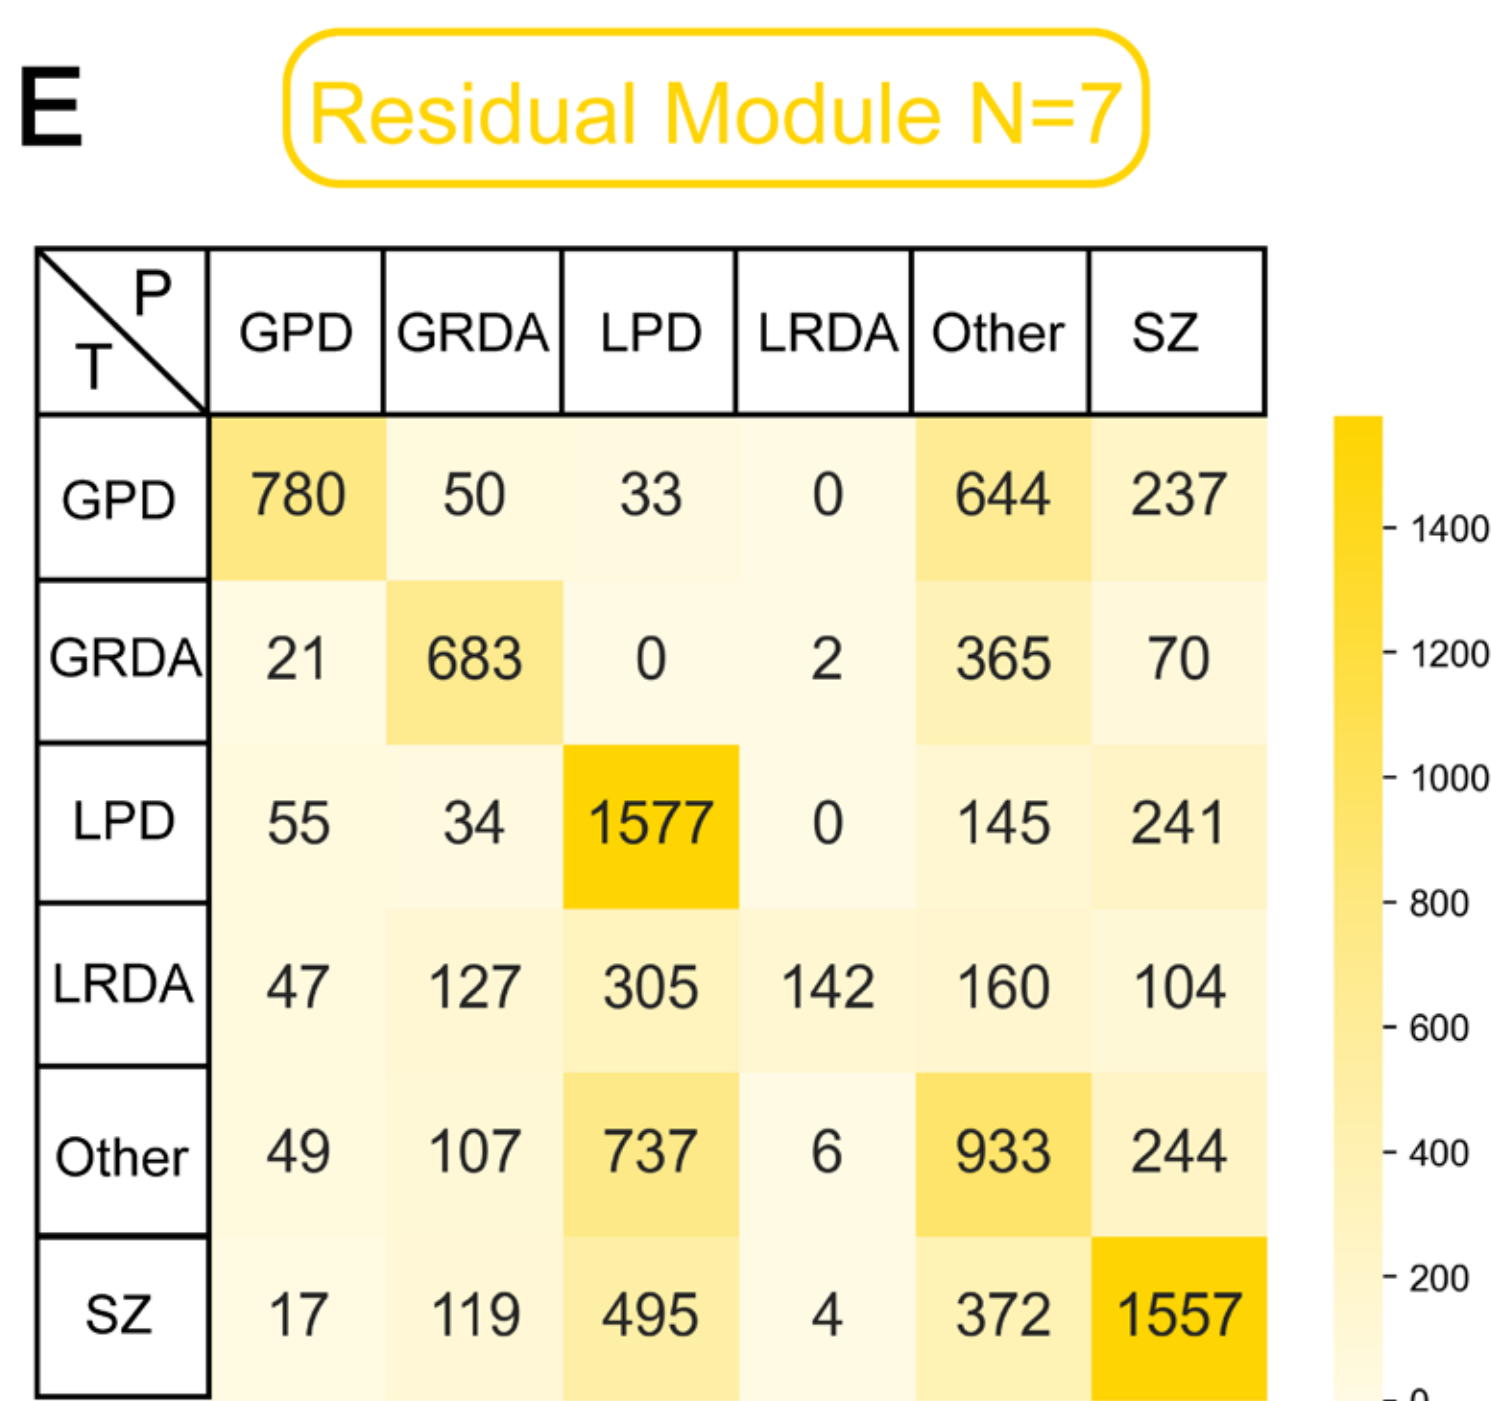 E
Residual Module N=7
P
T
GPD GRDA LPD LRDA Other SZ
GPD 780 50 33 0 644 237
GRDA 21 683 0 2 365 70
LPD 55 34 1577 0 145 241
LRDA 47 127 305 142 160 104
Other 49 107 737 6 933 244
SZ 17 119 495 4 372 1557
1400
1200
1000
800
600
400
200
0